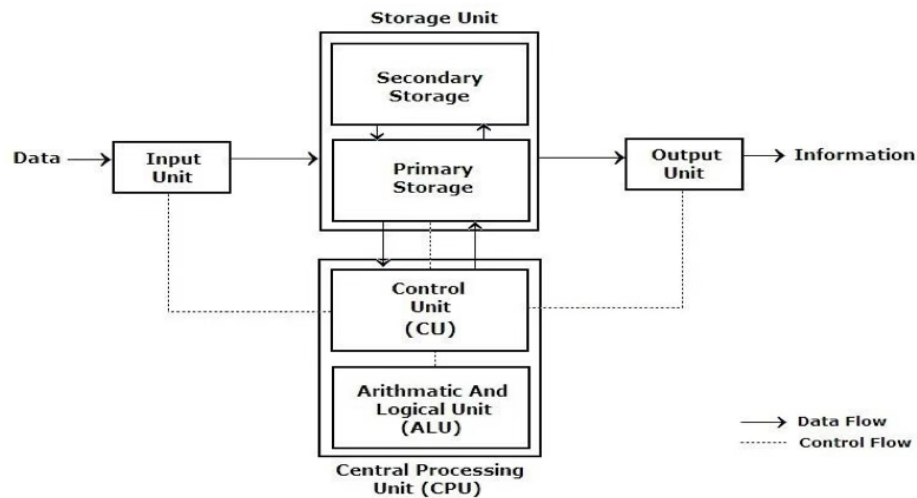 Storage Unit
Secondary
Storage
Data
Input
Unit
Primary
Storage
Output
Unit
Information
Control
Unit
(CU)
Arithmatic And
Logical Unit
(ALU)
Data Flow
Control Flow
Central Processing
Unit (CPU)